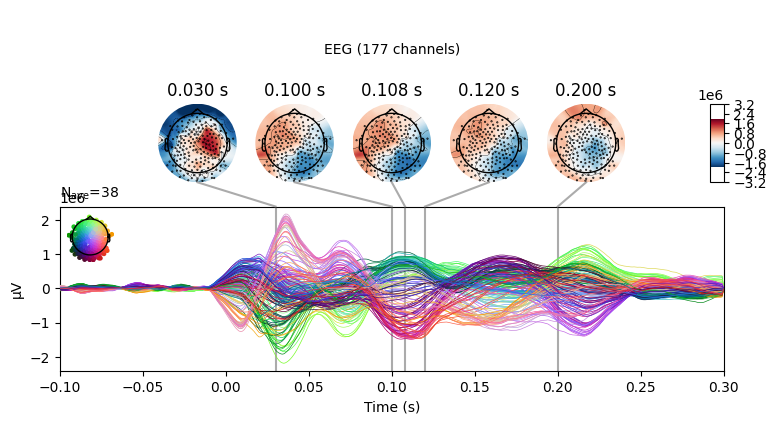 EEG (177 channels)
0.030 s 0.100 s 0.108 s 0.120 s 0.200 s
1e6
3.2
2.4
1.6
0.8
0.0
−0.8
−1.6
−2.4
−3.2
Nave=38
1e6
2
1
0
−1
−2
µV
−0.10 −0.05 0.00 0.05 0.10 0.15 0.20 0.25 0.30
Time (s)